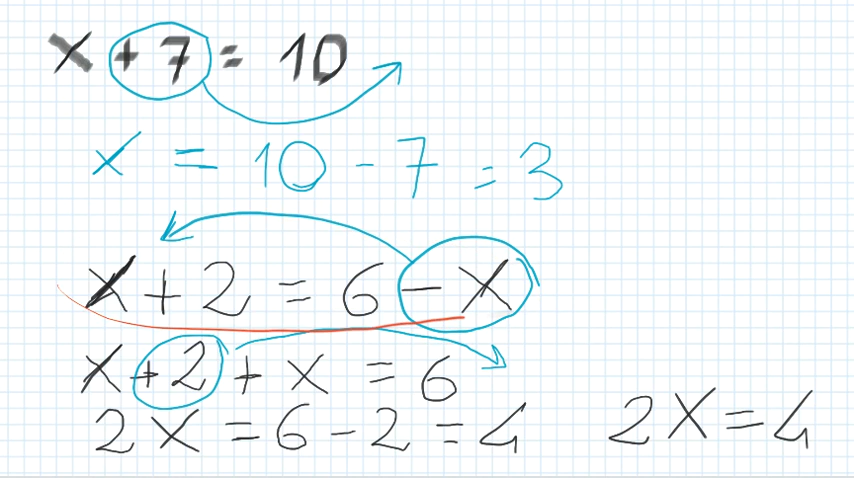 x + 7 = 10
x = 10 - 7 = 3
x + 2 = 6 - x
x + 2 + x = 6
2x = 6 - 2 = 4 2x = 4